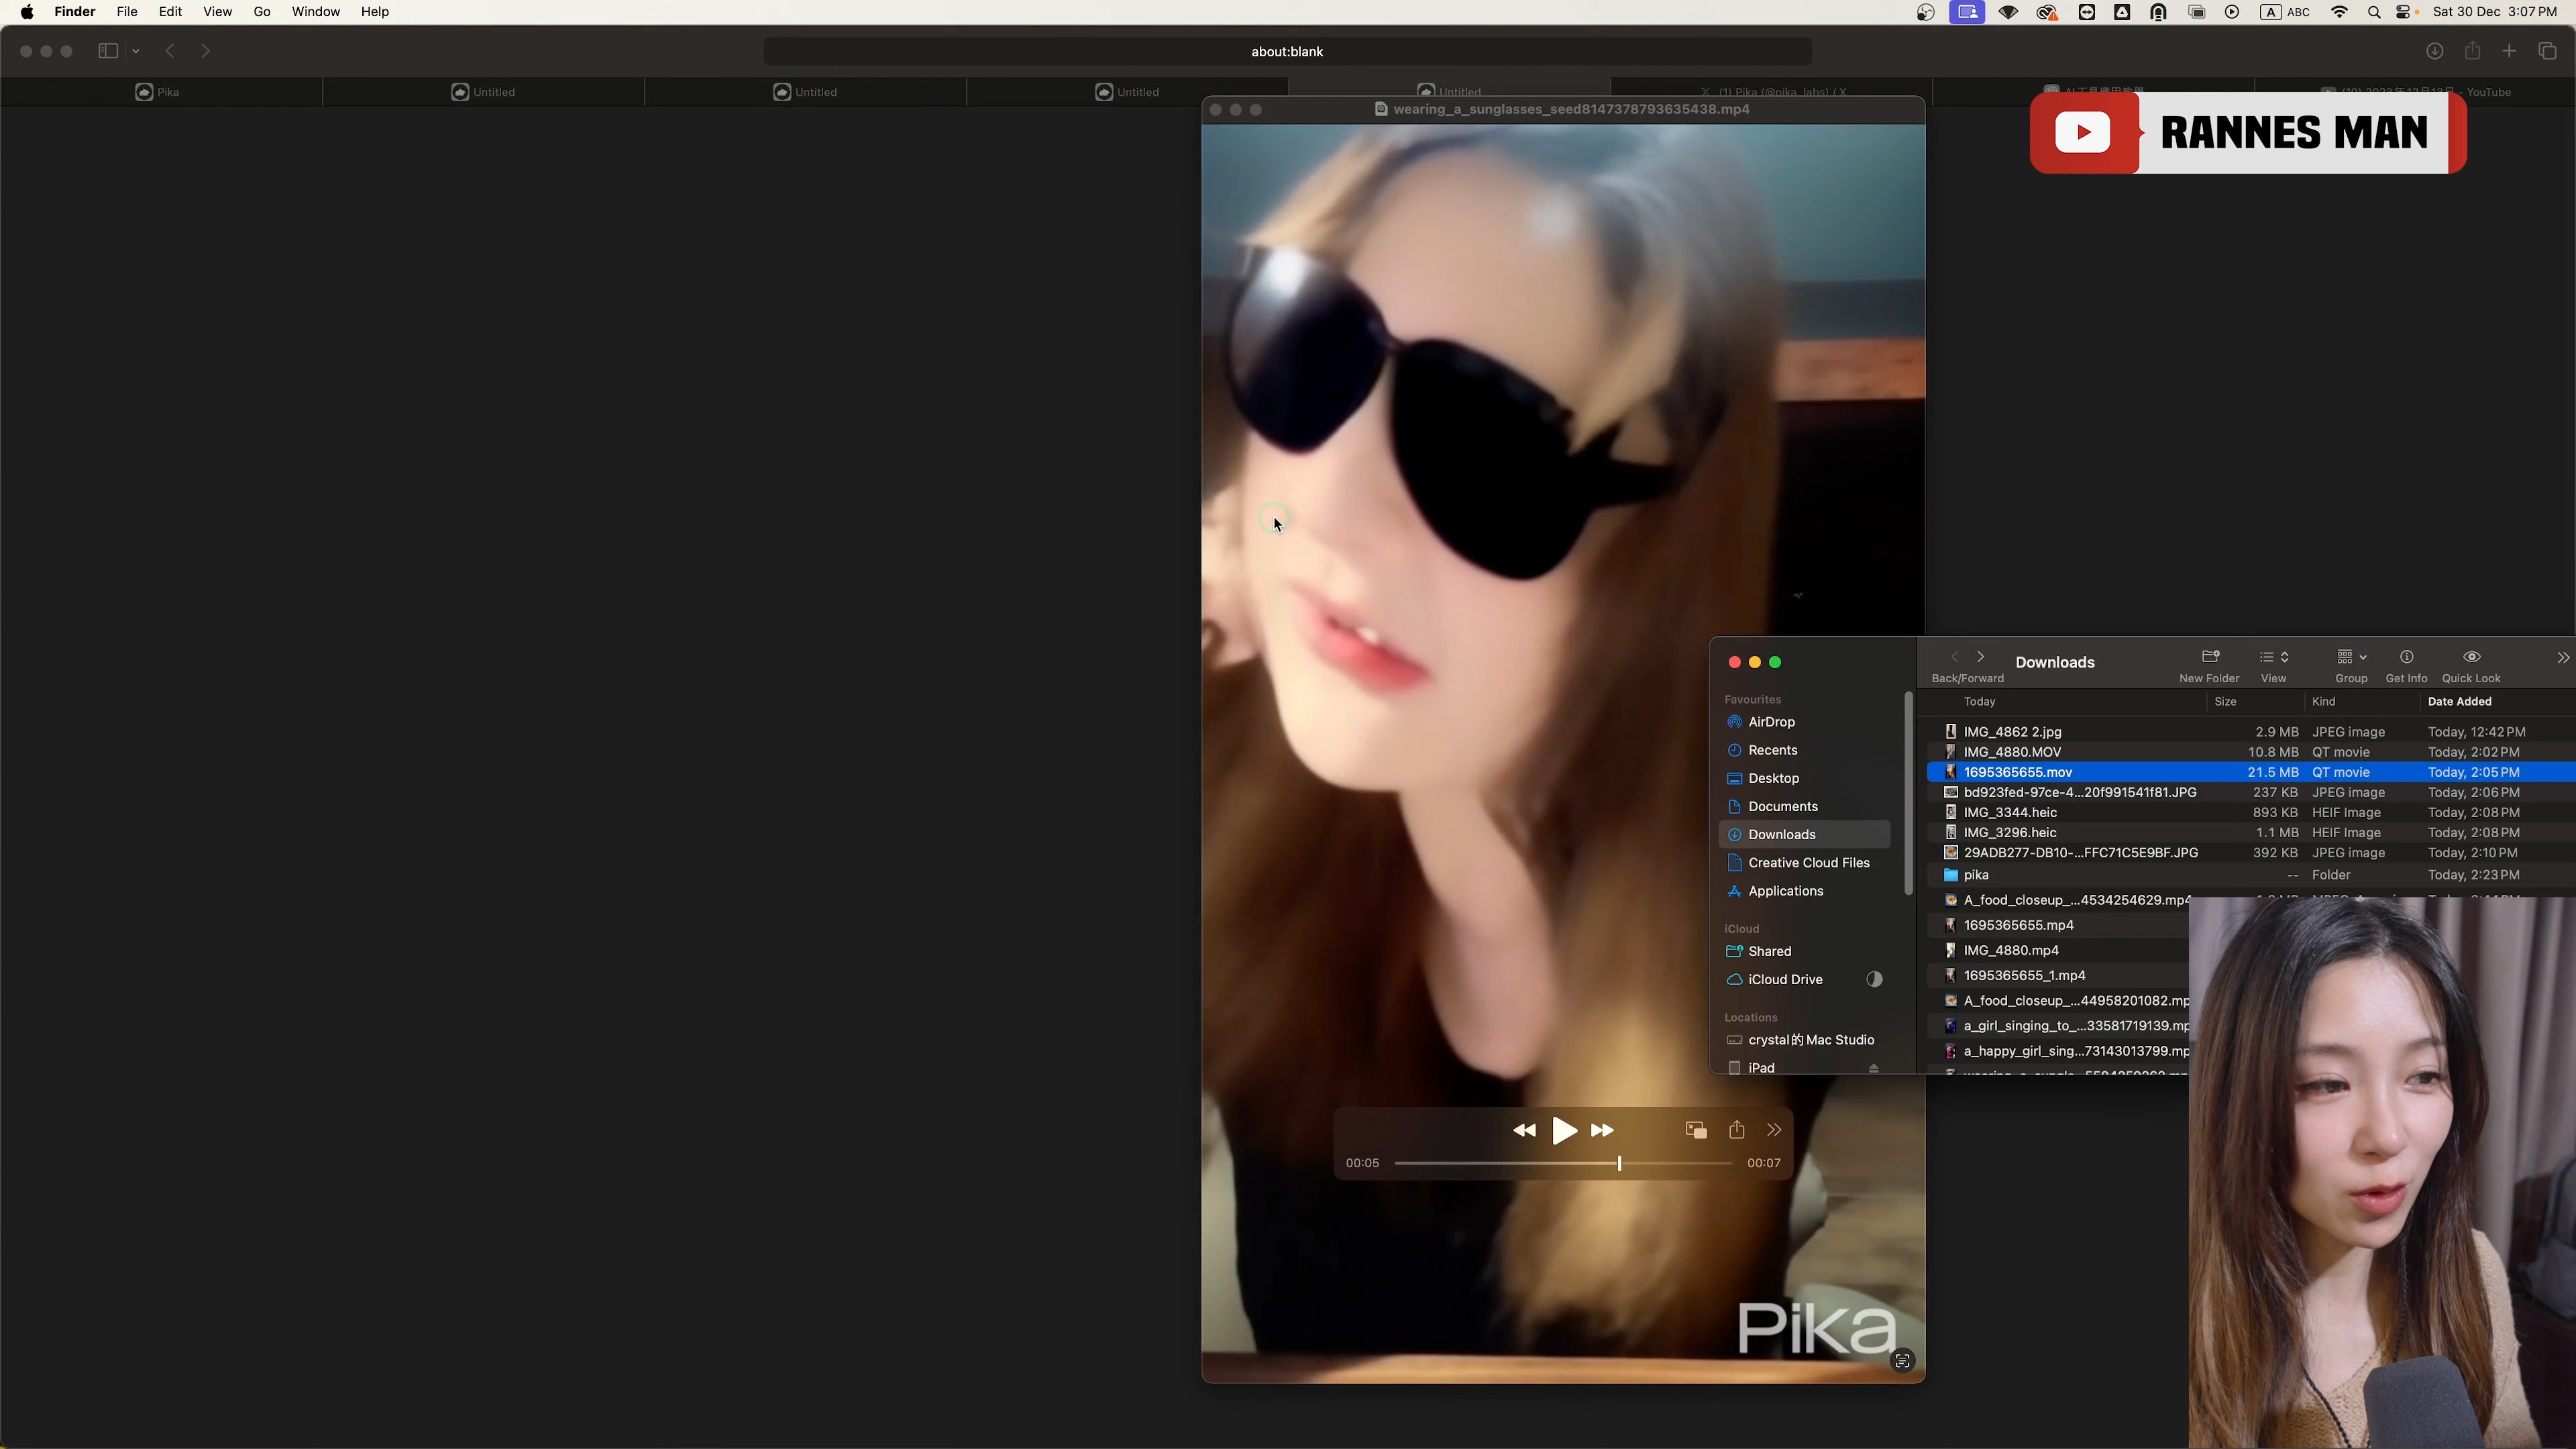 Finder File Edit View Go Window Help
A ABC
Sat 30 Dec 3:07 PM
about:blank
Pika
Untitled
Untitled
Untitled
Untitled
(1) Pika (@pika_labs) / X
- YouTube
wearing_a_sunglasses_seed8147378793635438.mp4
RANNES MAN
Downloads
Back/Forward
New Folder
View
Group
Get Info
Quick Look
Favourites
AirDrop
Recents
Desktop
Documents
Downloads
Creative Cloud Files
Applications
iCloud
Shared
iCloud Drive
Locations
crystal的 Mac Studio
iPad
Today Size Kind Date Added
IMG_4862 2.jpg 2.9 MB JPEG image Today, 12:42 PM
IMG_4880.MOV 10.8 MB QT movie Today, 2:02 PM
1695365655.mov 21.5 MB QT movie Today, 2:05 PM
bd923fed-97ce-4...20f991541f81.JPG 237 KB JPEG image Today, 2:06 PM
IMG_3344.heic 893 KB HEIF Image Today, 2:08 PM
IMG_3296.heic 1.1 MB HEIF Image Today, 2:08 PM
29ADB277-DB10-...FFC71C5E9BF.JPG 392 KB JPEG image Today, 2:10 PM
pika -- Folder Today, 2:23 PM
A_food_closeup_...4534254629.mp4
1695365655.mp4
IMG_4880.mp4
1695365655_1.mp4
A_food_closeup_...44958201082.mp
a_girl_singing_to_...33581719139.mp
a_happy_girl_sing...73143013799.mp
00:05
00:07
Pika